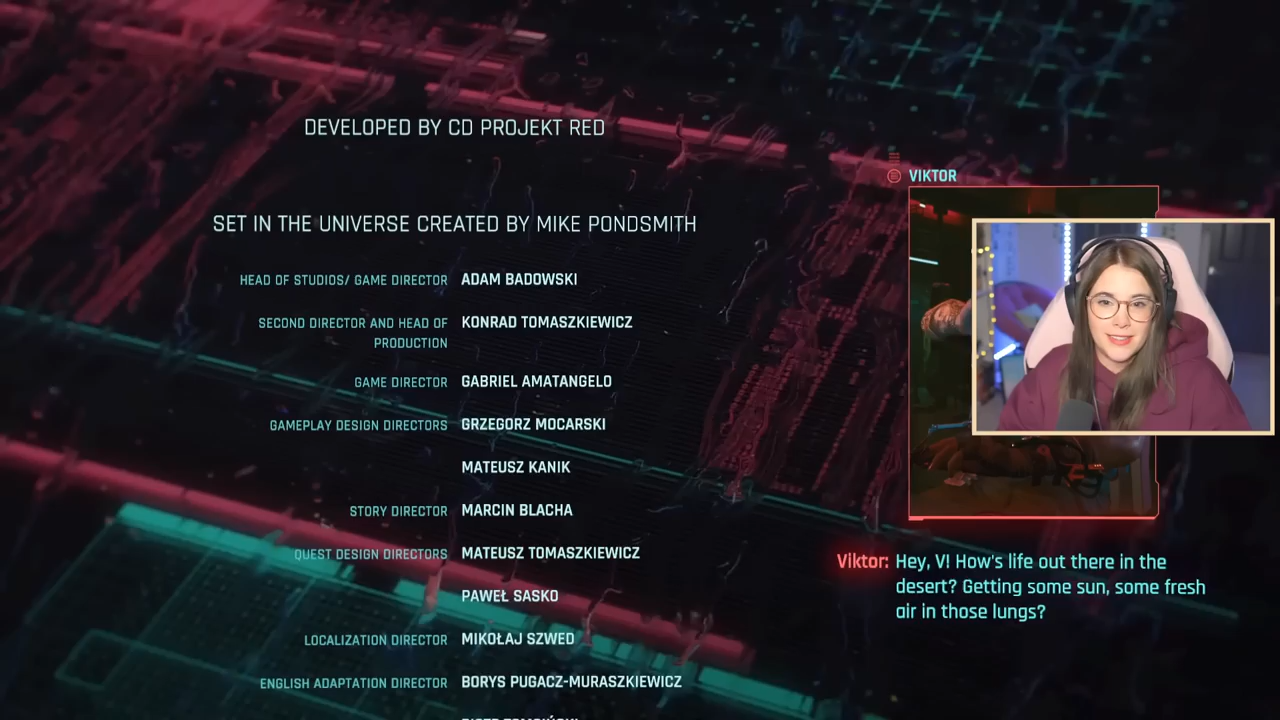 DEVELOPED BY CD PROJEKT RED
SET IN THE UNIVERSE CREATED BY MIKE PONDSMITH
HEAD OF STUDIOS/ GAME DIRECTOR ADAM BADOWSKI
SECOND DIRECTOR AND HEAD OF KONRAD TOMASZKIEWICZ
PRODUCTION
GAME DIRECTOR GABRIEL AMATANGELO
GAMEPLAY DESIGN DIRECTORS GRZEGORZ MOCARSKI
MATEUSZ KANIK
STORY DIRECTOR MARCIN BLACHA
QUEST DESIGN DIRECTORS MATEUSZ TOMASZKIEWICZ
PAWEŁ SASKO
LOCALIZATION DIRECTOR MIKOŁAJ SZWED
ENGLISH ADAPTATION DIRECTOR BORYS PUGACZ-MURASZKIEWICZ
VIKTOR
Viktor: Hey, V! How's life out there in the
desert? Getting some sun, some fresh
air in those lungs?